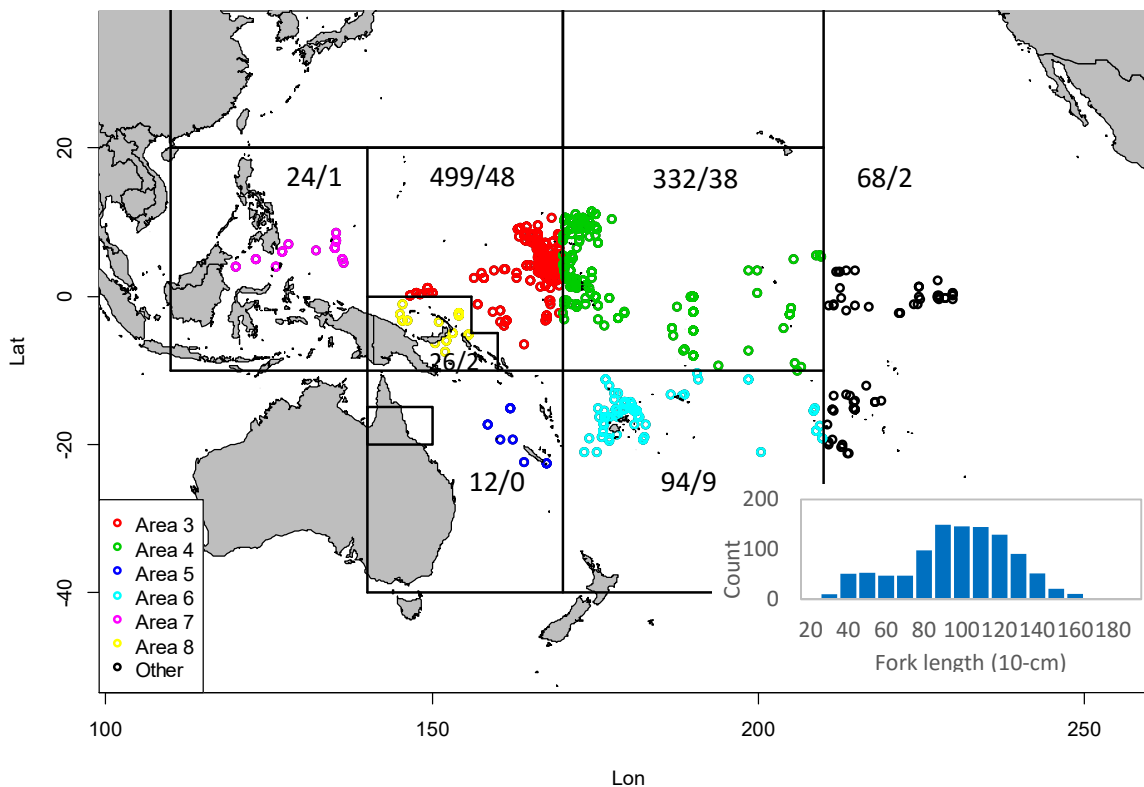 20
0
-20
-40
Lat
24/1
499/48
332/38
68/2
26/2
12/0
94/9
Area 3
Area 4
Area 5
Area 6
Area 7
Area 8
Other
200
100
0
Count
20 40 60 80 100 120 140 160 180
Fork length (10-cm)
100 150 200 250
Lon